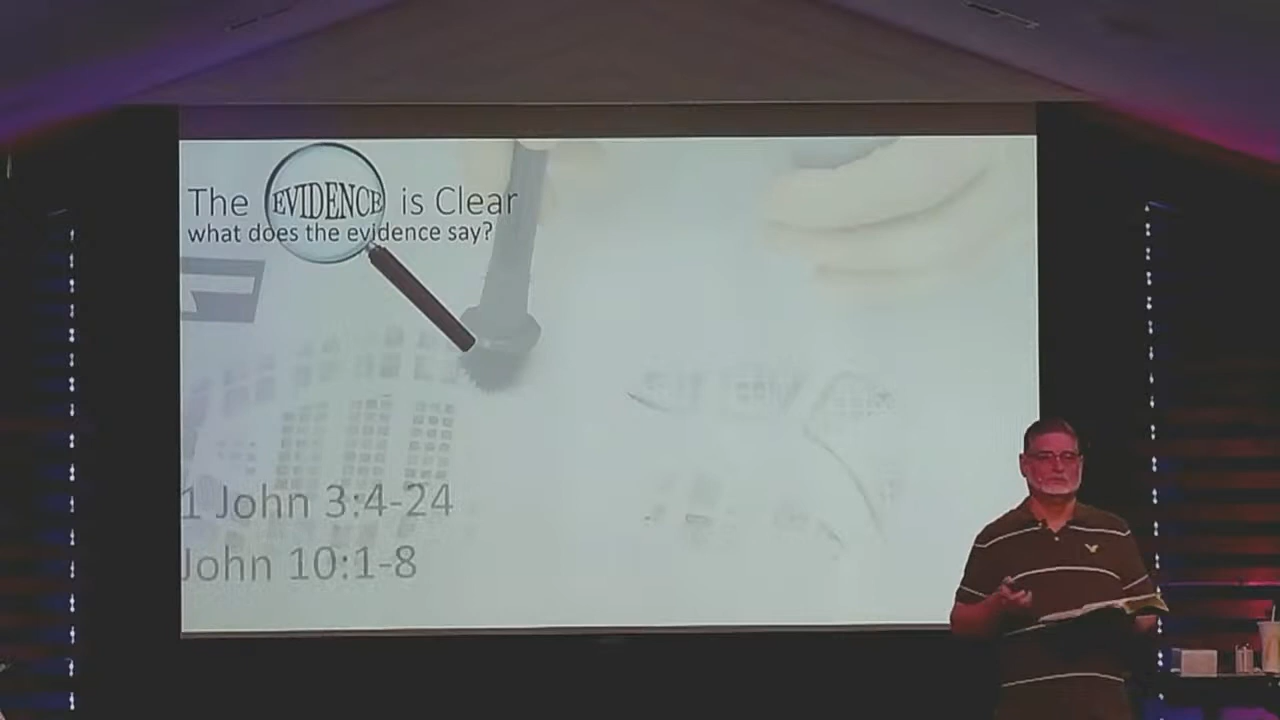 The EVIDENCE is Clear
what does the evidence say?
1 John 3:4-24
John 10:1-8